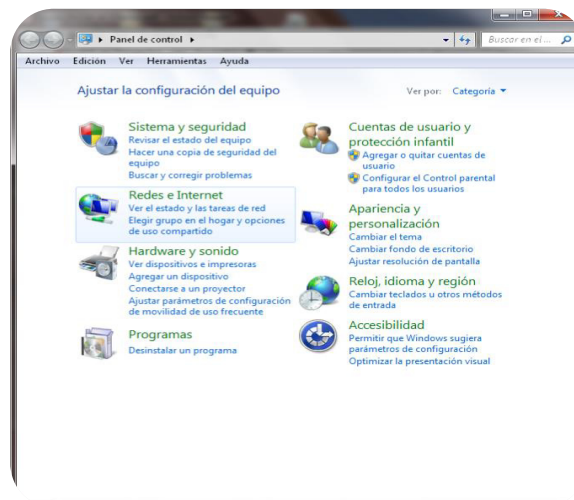 Panel de control
Buscar en el ...
Archivo Edición Ver Herramientas Ayuda
Ajustar la configuración del equipo
Ver por: Categoría
Sistema y seguridad
Revisar el estado del equipo
Hacer una copia de seguridad del
equipo
Buscar y corregir problemas
Redes e Internet
Ver el estado y las tareas de red
Elegir grupo en el hogar y opciones
de uso compartido
Hardware y sonido
Ver dispositivos e impresoras
Agregar un dispositivo
Conectarse a un proyector
Ajustar parámetros de configuración
de movilidad de uso frecuente
Programas
Desinstalar un programa
Cuentas de usuario y
protección infantil
Agregar o quitar cuentas de
usuario
Configurar el Control parental
para todos los usuarios
Apariencia y
personalización
Cambiar el tema
Cambiar fondo de escritorio
Ajustar resolución de pantalla
Reloj, idioma y región
Cambiar teclados u otros métodos
de entrada
Accesibilidad
Permitir que Windows sugiera
parámetros de configuración
Optimizar la presentación visual